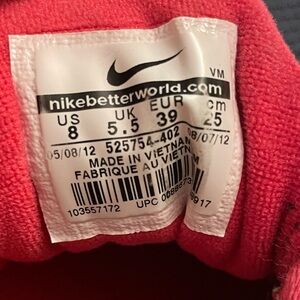 VM
nikebetterworld.com
US UK EUR cm
8 5.5 39 25
05/08/12 525754-402 08/07/12
MADE IN VIETNAM
FABRIQUE AU VIETNAM
103557172 UPC